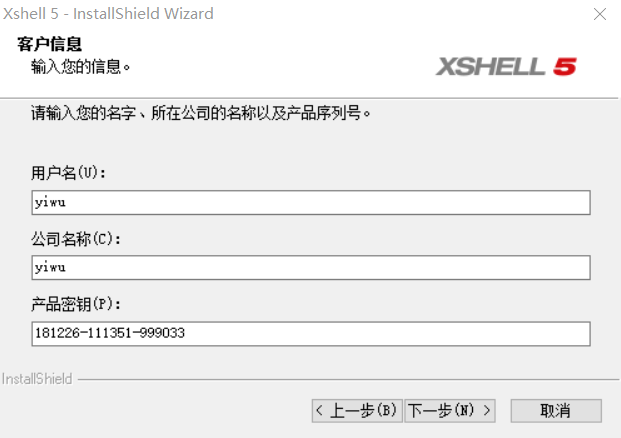 Xshell 5 - InstallShield Wizard
客户信息
输入您的信息。
XSHELL 5
请输入您的名字、所在公司的名称以及产品序列号。
用户名(U):
yiwu
公司名称(C):
yiwu
产品密钥(P):
181226-111351-999033
InstallShield
< 上一步(B) 下一步(N) > 取消